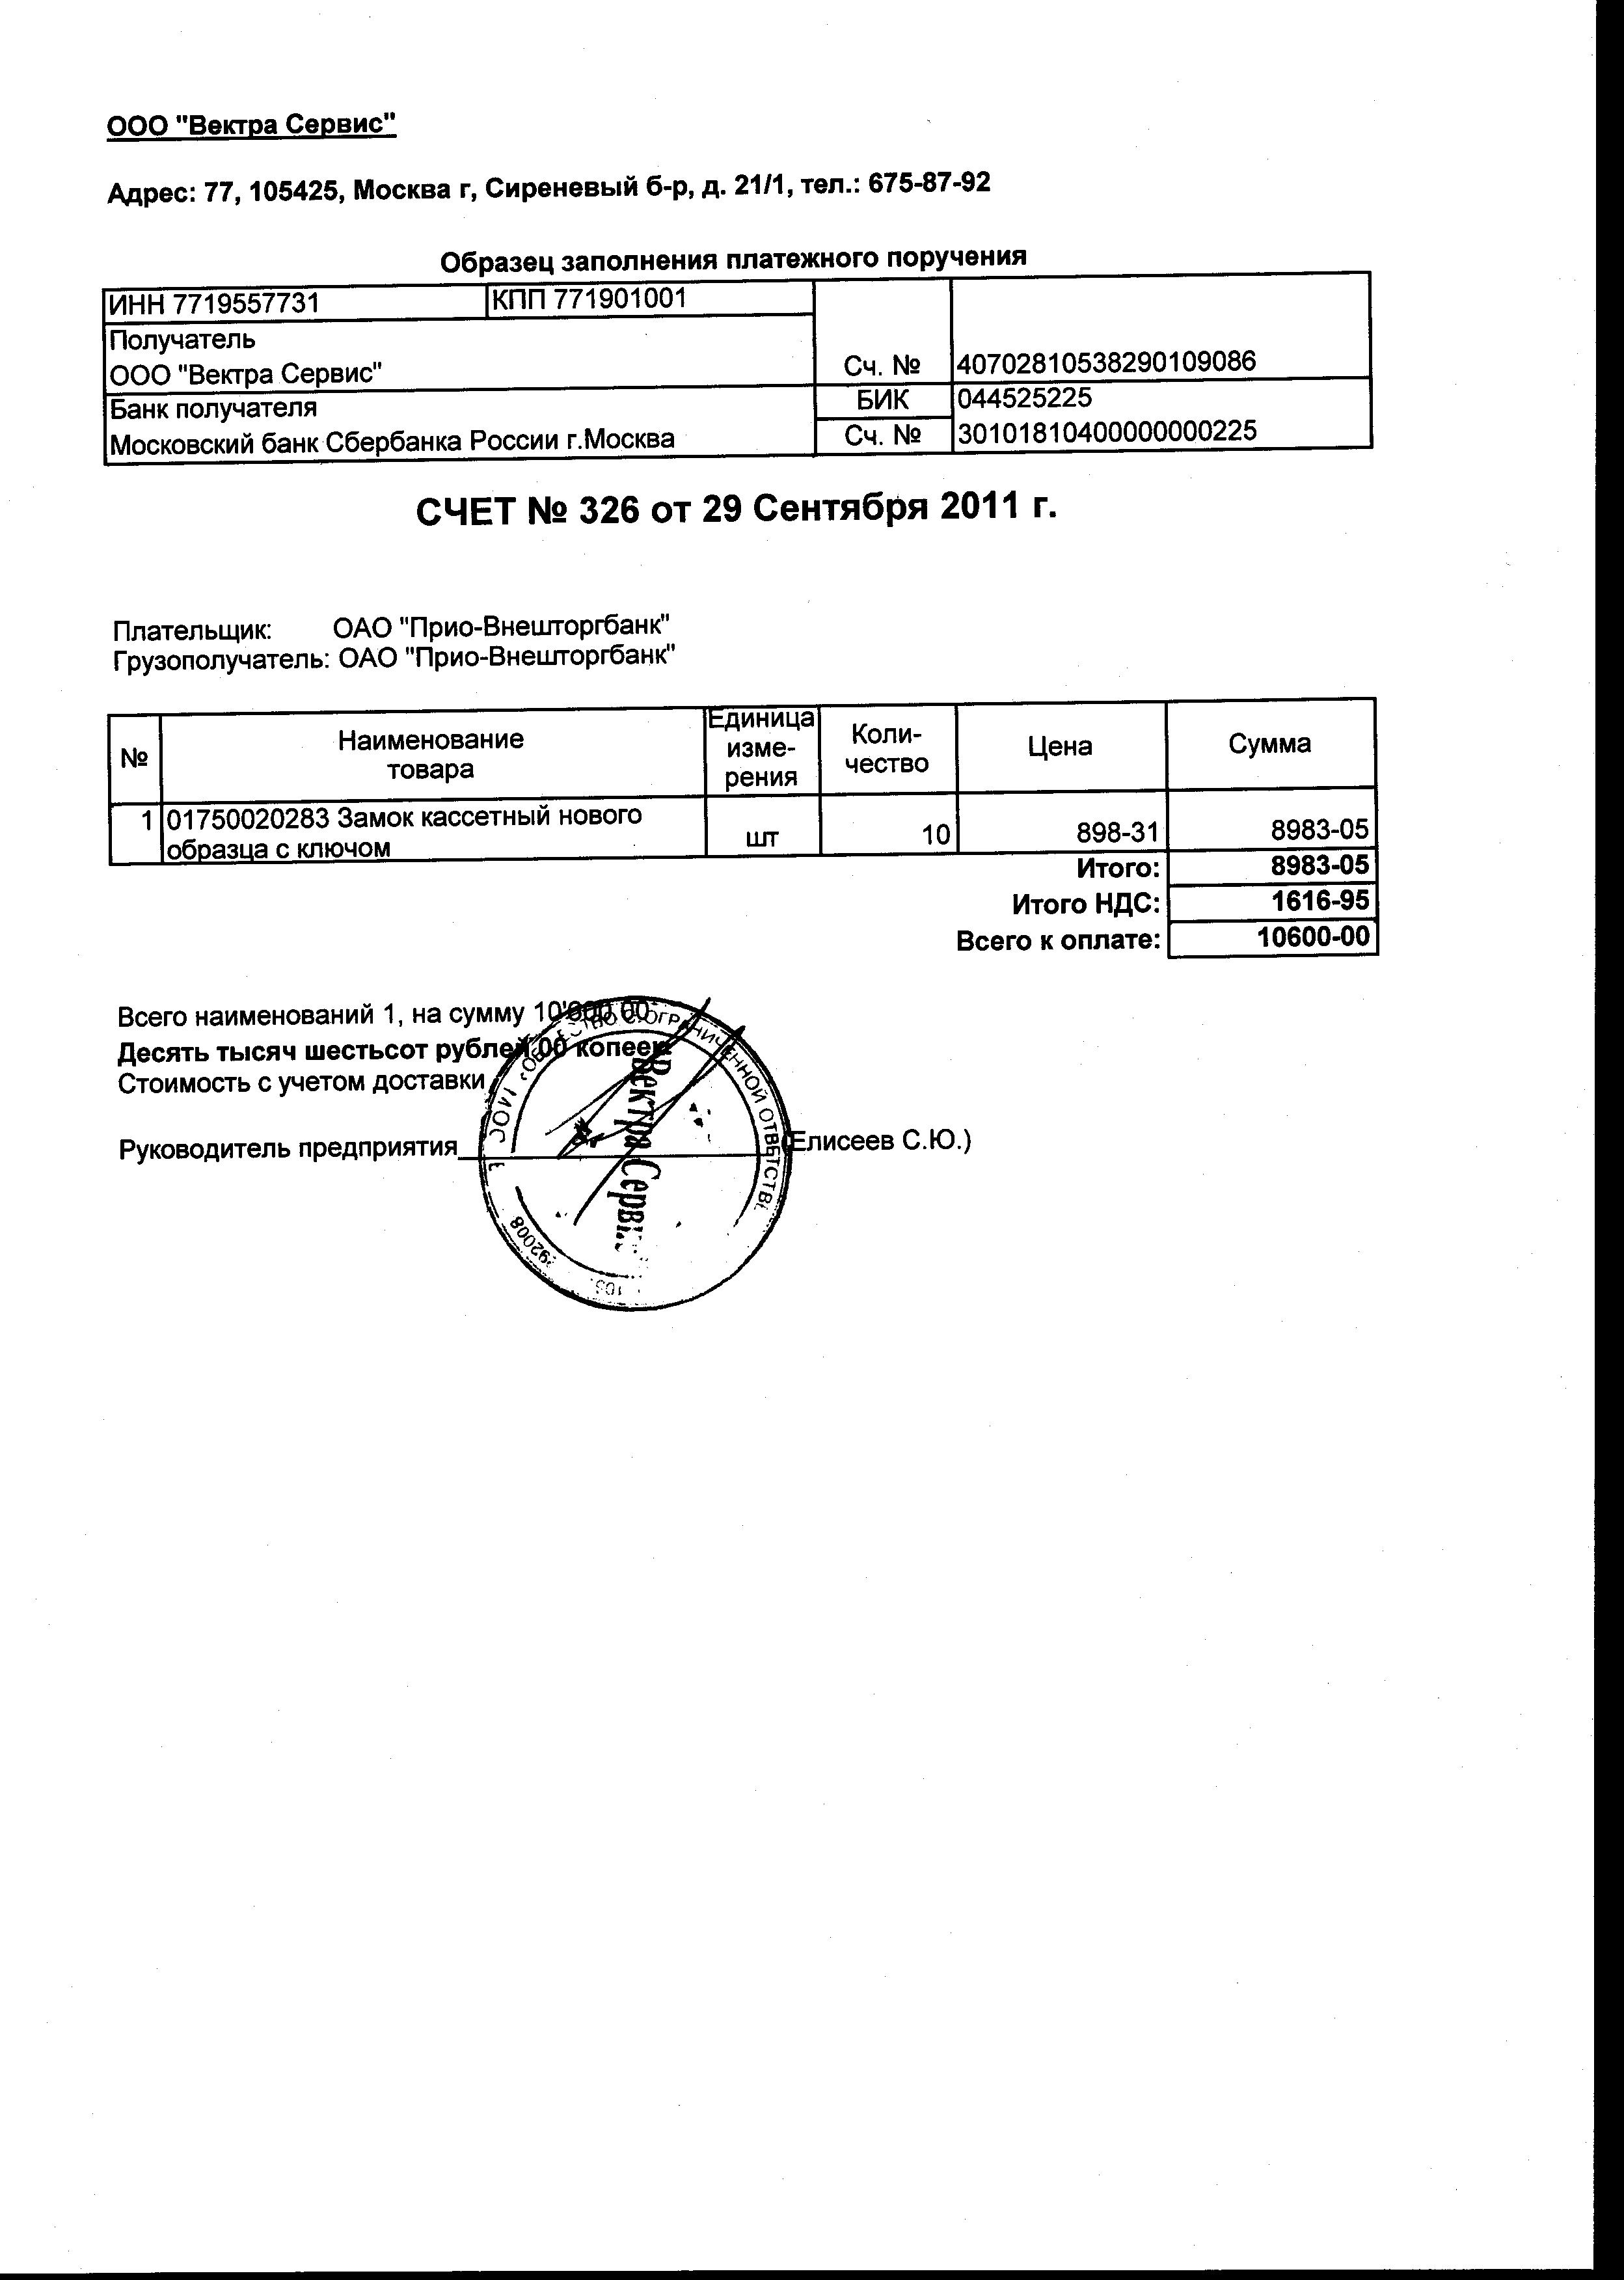 ООО "Вектра Сервис"
Адрес: 77, 105425, Москва г, Сиреневый б-р, д. 21/1, тел.: 675-87-92
Образец заполнения платежного поручения
ИНН 7719557731 КПП 771901001
Получатель
ООО "Вектра Сервис" Сч. № 40702810538290109086
Банк получателя БИК 044525225
Московский банк Сбербанка России г.Москва Сч. № 30101810400000000225
СЧЕТ № 326 от 29 Сентября 2011 г.
Плательщик: ОАО "Прио-Внешторгбанк"
Грузополучатель: ОАО "Прио-Внешторгбанк"
№ Наименование товара Единица изме-рения Коли-чество Цена Сумма
1 01750020283 Замок кассетный нового шт 10 898-31 8983-05
образца с ключом
Итого: 8983-05
Итого НДС: 1616-95
Всего к оплате: 10600-00
Всего наименований 1, на сумму 10'600.00
Десять тысяч шестьсот рублей 00 копеек
Стоимость с учетом доставки
Руководитель предприятия (Елисеев С.Ю.)
ОБЩЕСТВО С ОГРАНИЧЕННОЙ
"Вектра